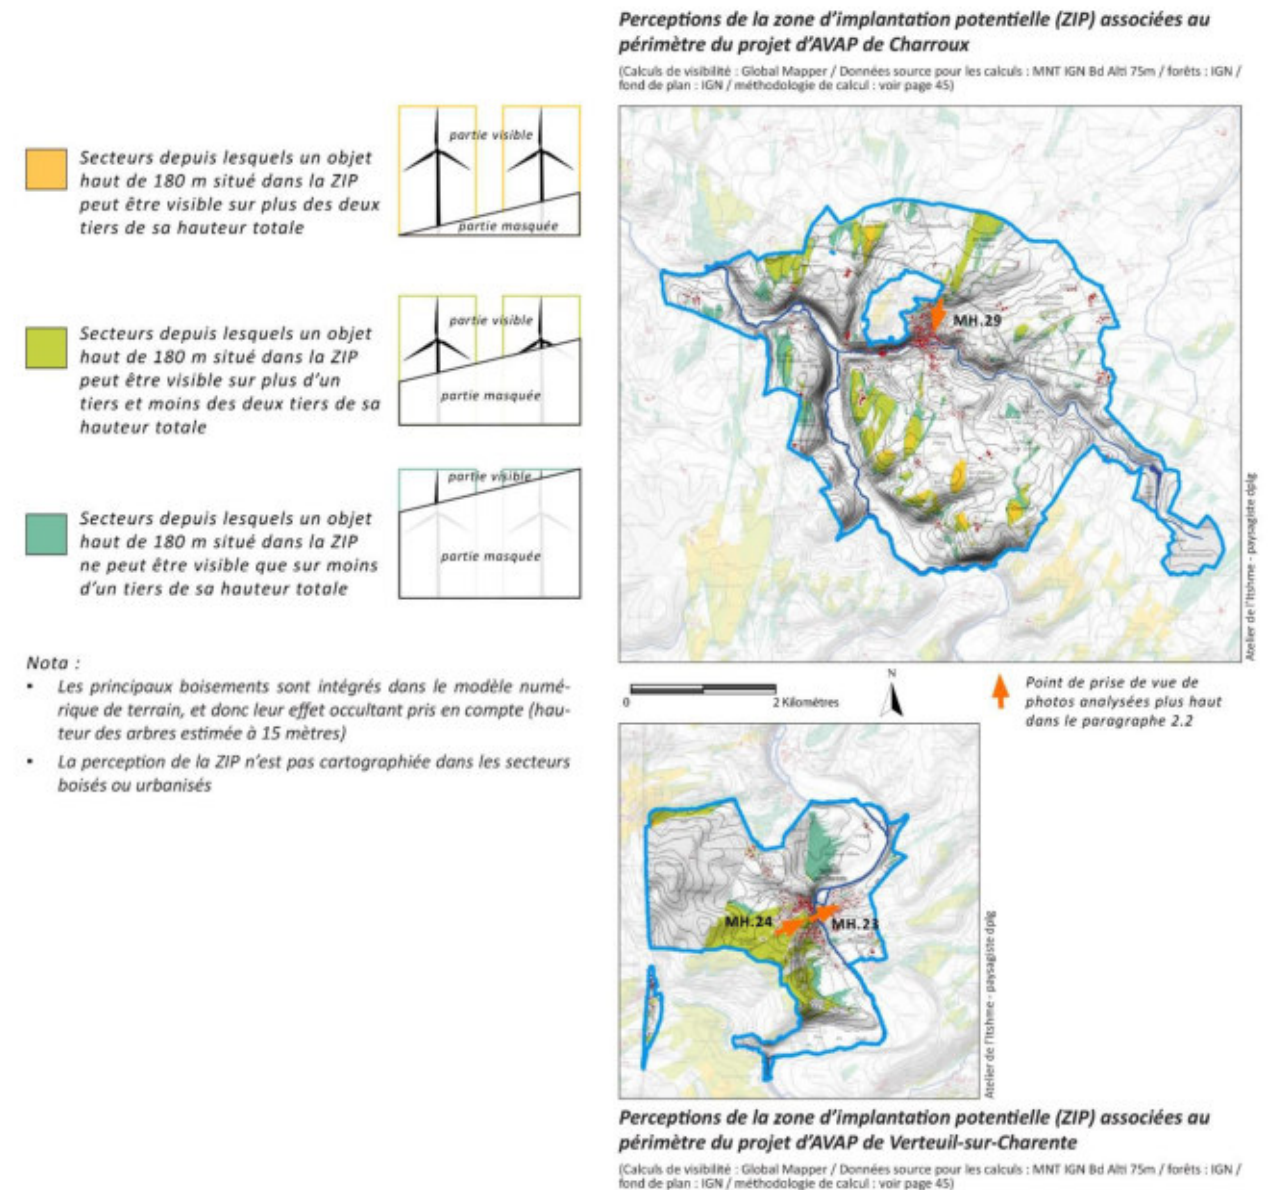 Perceptions de la zone d'implantation potentielle (ZIP) associées au
périmètre du projet d'AVAP de Charroux
(Calculs de visibilité : Global Mapper / Données source pour les calculs : MNT IGN Bd Alti 75m / forêts : IGN /
fond de plan : IGN / méthodologie de calcul : voir page 45)
Secteurs depuis lesquels un objet
haut de 180 m situé dans la ZIP
peut être visible sur plus des deux
tiers de sa hauteur totale
partie visible
partie masquée
Secteurs depuis lesquels un objet
haut de 180 m situé dans la ZIP
peut être visible sur plus d'un
tiers et moins des deux tiers de sa
hauteur totale
partie visible
partie masquée
Secteurs depuis lesquels un objet
haut de 180 m situé dans la ZIP
ne peut être visible que sur moins
d'un tiers de sa hauteur totale
partie visible
partie masquée
Nota :
• Les principaux boisements sont intégrés dans le modèle numé-
rique de terrain, et donc leur effet occultant pris en compte (hau-
teur des arbres estimée à 15 mètres)
• La perception de la ZIP n'est pas cartographiée dans les secteurs
boisés ou urbanisés
MH.29
Atelier de l'Itshme - paysagiste dplg
0 2 Kilomètres
N
Point de prise de vue de
photos analysées plus haut
dans le paragraphe 2.2
MH.24
MH.23
Atelier de l'Itshme - paysagiste dplg
Perceptions de la zone d'implantation potentielle (ZIP) associées au
périmètre du projet d'AVAP de Verteuil-sur-Charente
(Calculs de visibilité : Global Mapper / Données source pour les calculs : MNT IGN Bd Alti 75m / forêts : IGN /
fond de plan : IGN / méthodologie de calcul : voir page 45)